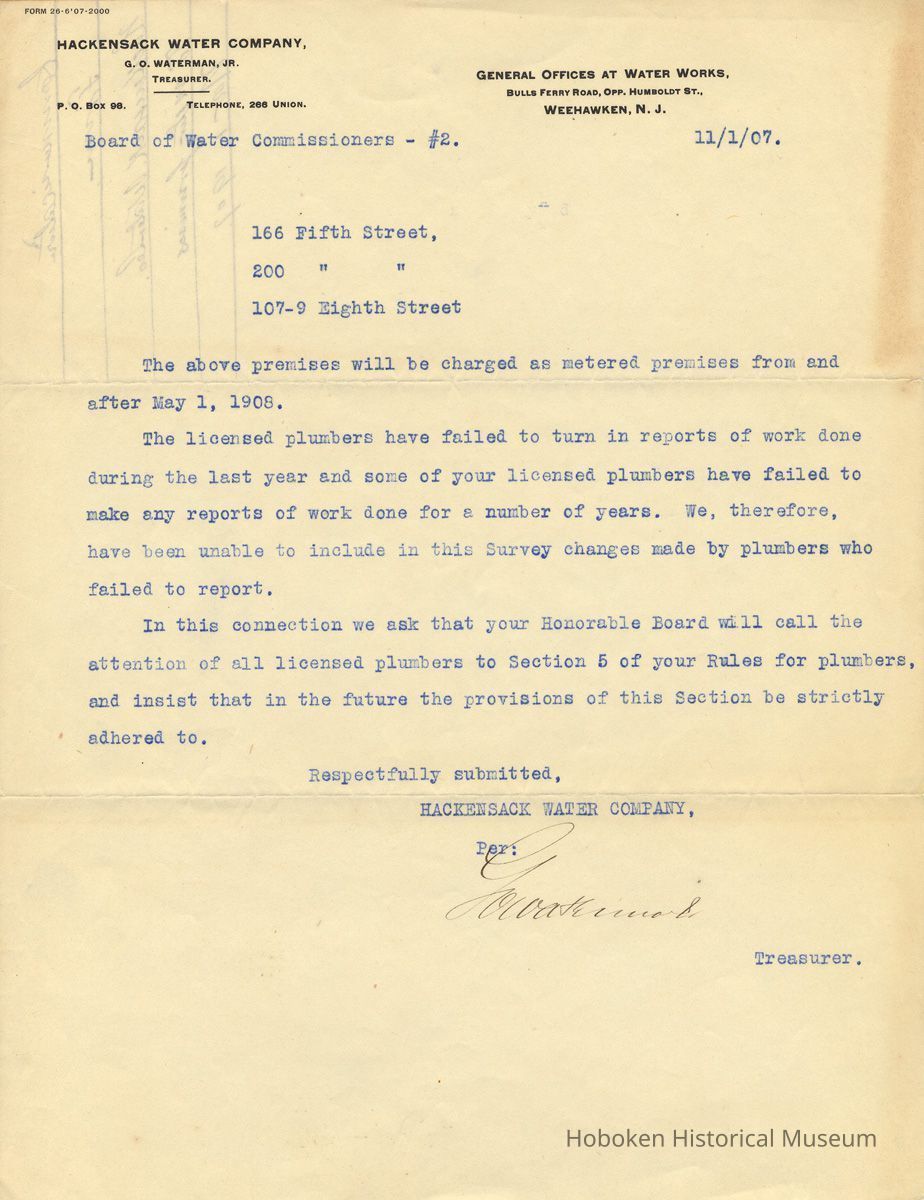 FORM 26-6'07-2000
HACKENSACK WATER COMPANY,
G. O. WATERMAN, JR.
TREASURER.
P. O. BOX 98. TELEPHONE, 266 UNION.
GENERAL OFFICES AT WATER WORKS,
BULLS FERRY ROAD, OPP. HUMBOLDT ST.,
WEEHAWKEN, N. J.
Board of Water Commissioners - #2. 11/1/07.
166 Fifth Street,
200 " "
107-9 Eighth Street
The above premises will be charged as metered premises from and
after May 1, 1908.
The licensed plumbers have failed to turn in reports of work done
during the last year and some of your licensed plumbers have failed to
make any reports of work done for a number of years. We, therefore,
have been unable to include in this Survey changes made by plumbers who
failed to report.
In this connection we ask that your Honorable Board will call the
attention of all licensed plumbers to Section 5 of your Rules for plumbers,
and insist that in the future the provisions of this Section be strictly
adhered to.
Respectfully submitted,
HACKENSACK WATER COMPANY,
Per:
Treasurer.
Hoboken Historical Museum